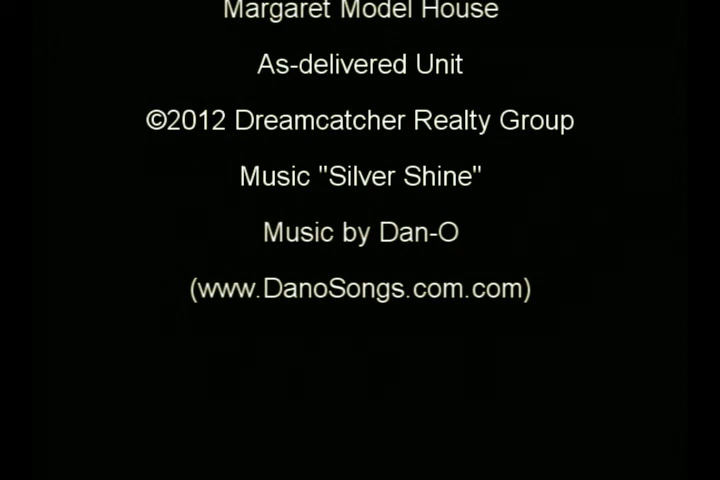 Margaret Model House
As-delivered Unit
©2012 Dreamcatcher Realty Group
Music "Silver Shine"
Music by Dan-O
(www.DanoSongs.com.com)